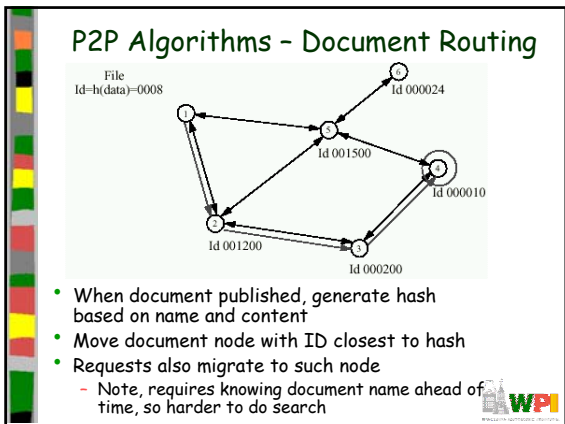 P2P Algorithms – Document Routing
File
Id=h(data)=0008
6
Id 000024
1
5
Id 001500
4
Id 000010
2
Id 001200
3
Id 000200
• When document published, generate hash
based on name and content
• Move document node with ID closest to hash
• Requests also migrate to such node
– Note, requires knowing document name ahead of
time, so harder to do search
WPI